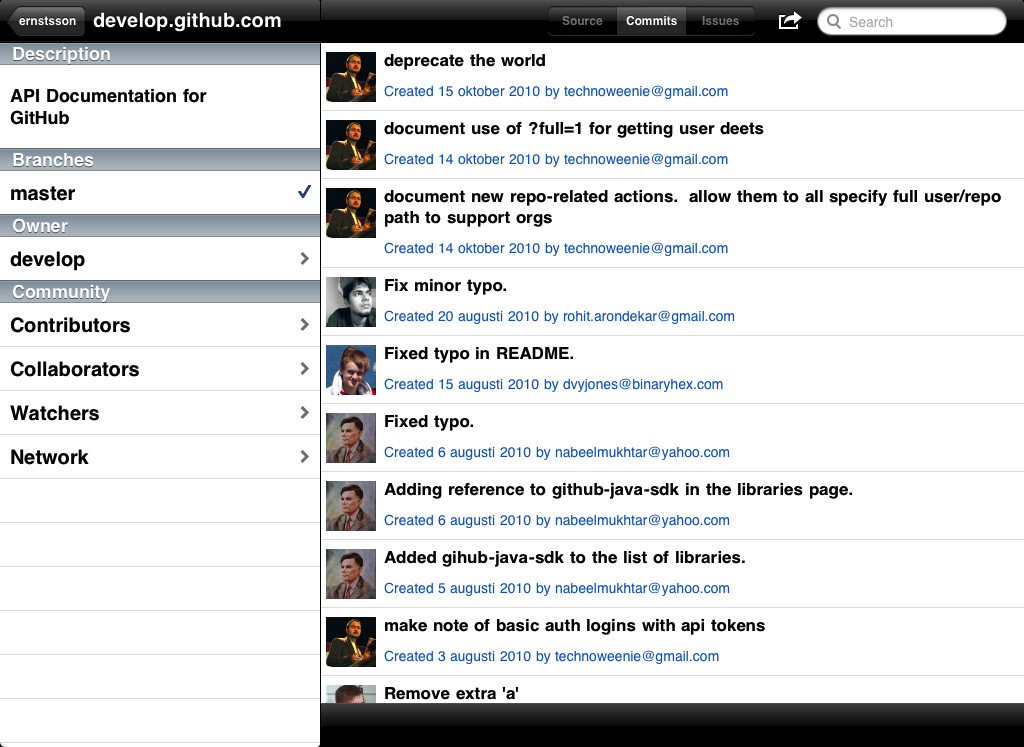 ernstsson
develop.github.com
Source
Commits
Issues
Search
Description
API Documentation for
GitHub
Branches
master
Owner
develop
Community
Contributors
Collaborators
Watchers
Network
deprecate the world
Created 15 oktober 2010 by technoweenie@gmail.com
document use of ?full=1 for getting user deets
Created 14 oktober 2010 by technoweenie@gmail.com
document new repo-related actions.  allow them to all specify full user/repo
path to support orgs
Created 14 oktober 2010 by technoweenie@gmail.com
Fix minor typo.
Created 20 augusti 2010 by rohit.arondekar@gmail.com
Fixed typo in README.
Created 15 augusti 2010 by dvyjones@binaryhex.com
Fixed typo.
Created 6 augusti 2010 by nabeelmukhtar@yahoo.com
Adding reference to github-java-sdk in the libraries page.
Created 6 augusti 2010 by nabeelmukhtar@yahoo.com
Added gihub-java-sdk to the list of libraries.
Created 5 augusti 2010 by nabeelmukhtar@yahoo.com
make note of basic auth logins with api tokens
Created 3 augusti 2010 by technoweenie@gmail.com
Remove extra 'a'